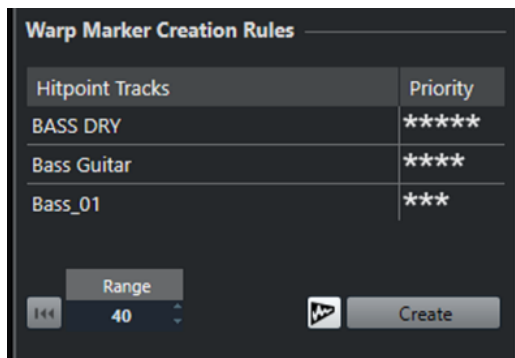 Warp Marker Creation Rules
Hitpoint Tracks Priority
BASS DRY *****
Bass Guitar ****
Bass_01 ***
Range
40 Create